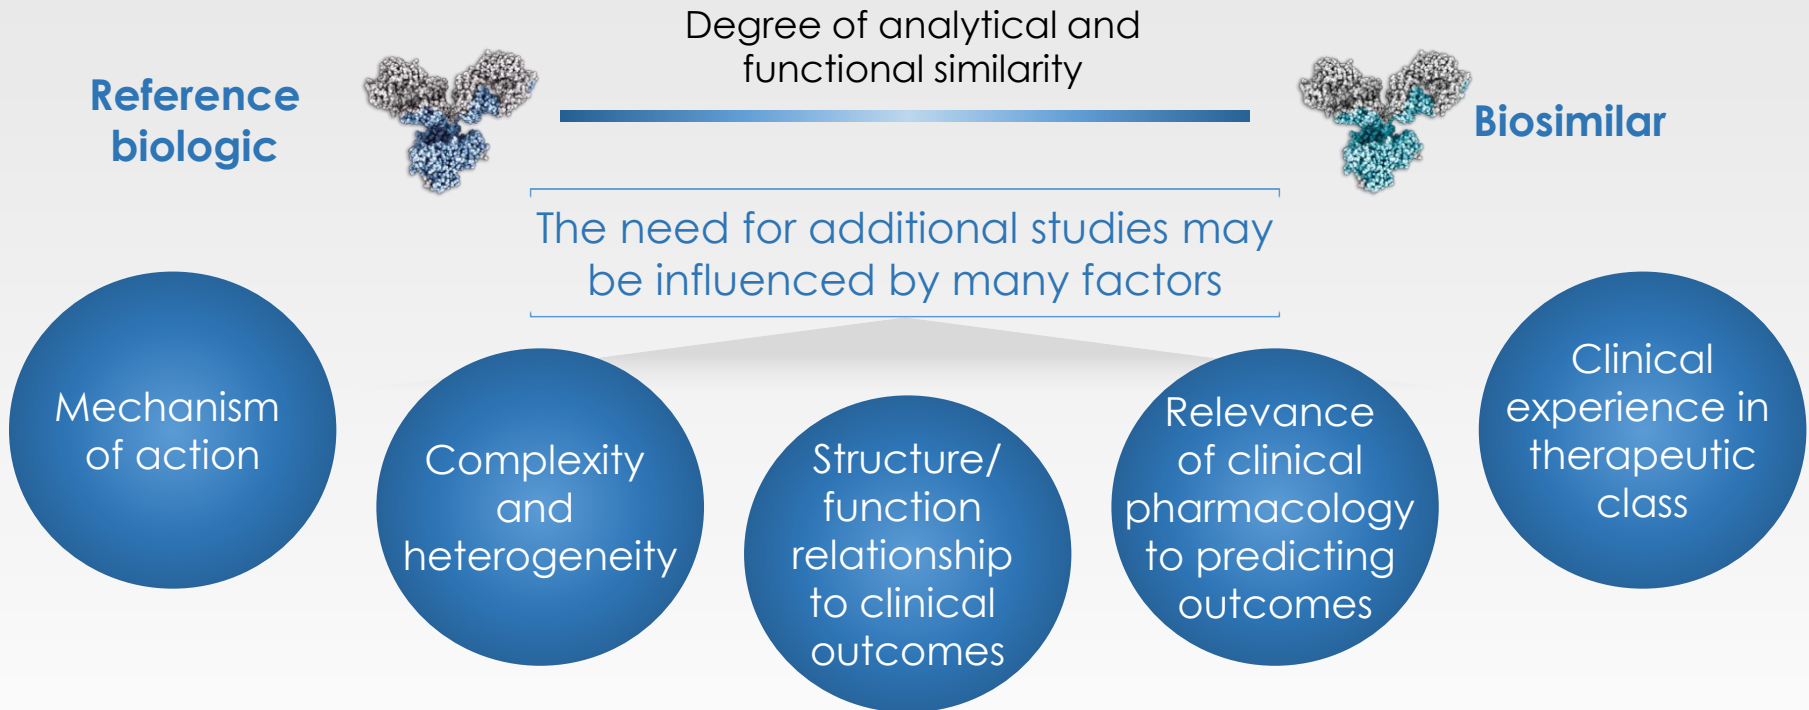 Degree of analytical and
functional similarity
Reference
biologic
Biosimilar
The need for additional studies may
be influenced by many factors
Mechanism
of action
Complexity
and
heterogeneity
Structure/
function
relationship
to clinical
outcomes
Relevance
of clinical
pharmacology
to predicting
outcomes
Clinical
experience in
therapeutic
class